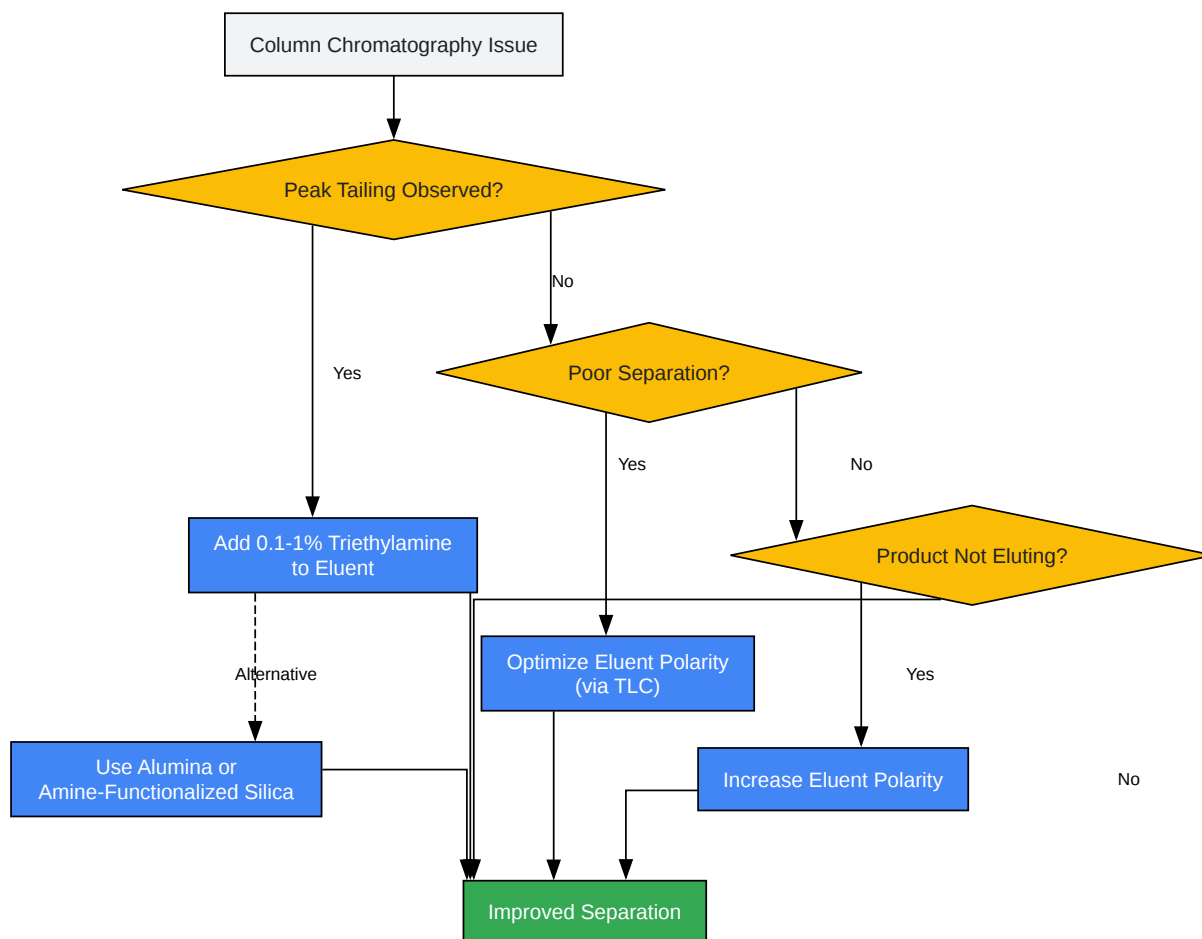 Column Chromatography Issue
Peak Tailing Observed?
No
Yes
Poor Separation?
Yes
No
Add 0.1-1% Triethylamine
to Eluent
Product Not Eluting?
Alternative
Optimize Eluent Polarity
(via TLC)
Yes
Use Alumina or
Amine-Functionalized Silica
Increase Eluent Polarity
No
Improved Separation